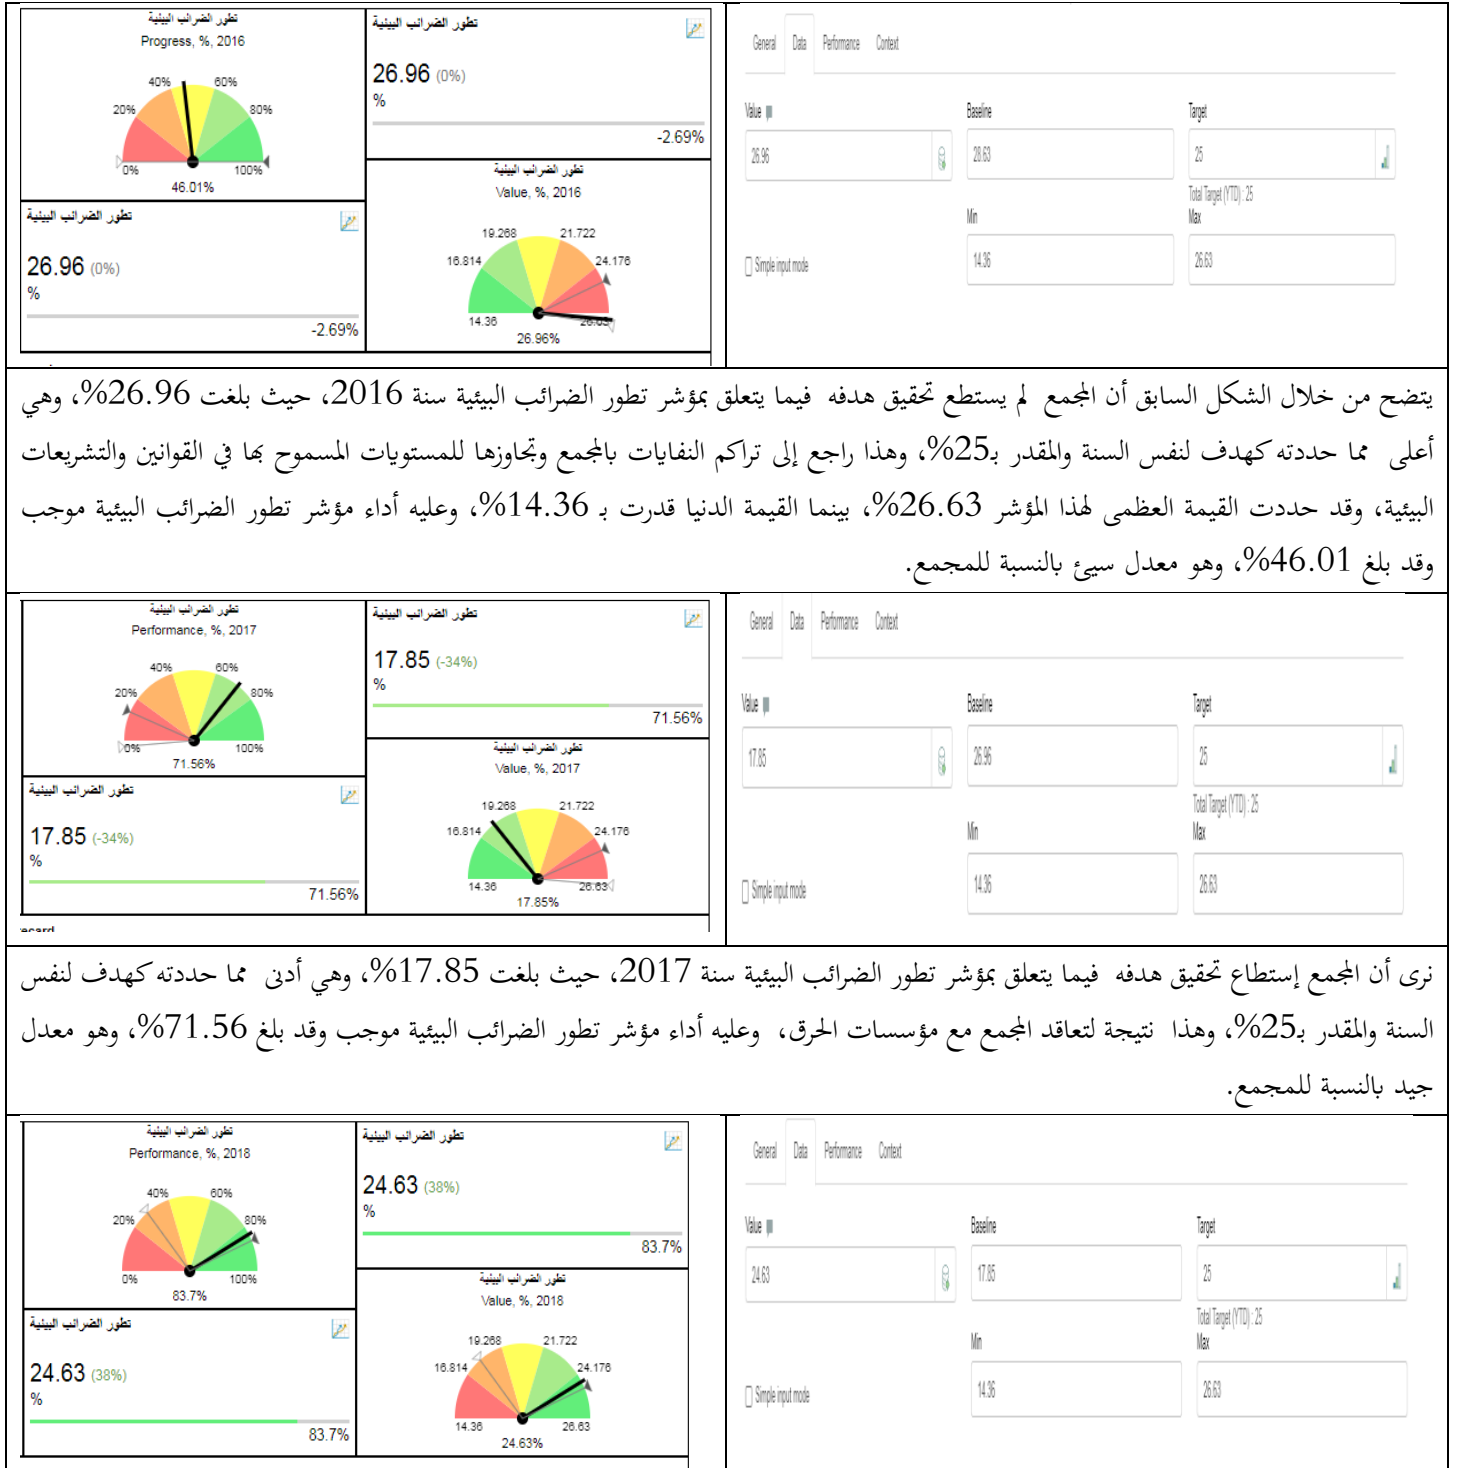 تطور الضرائب البيئية
Progress, %, 2016
40%
60%
20%
80%
0%
100%
46.01%
تطور الضرائب البيئية
26.96 (0%)
%
-2.69%
تطور الضرائب البيئية
26.96 (0%)
%
-2.69%
تطور الضرائب البيئية
Value, %, 2016
19.268
21.722
16.814
24.176
14.36
26.63
26.96%
General Data Performance Context
Value Baseline Target
26.96 28.63 25
Total Target (YTD) : 25
Min Max
Simple input mode 14.36 26.63
يتضح من خلال الشكل السابق أن المجمع لم يستطع تحقيق هدفه فيما يتعلق بمؤشر تطور الضرائب البيئية سنة 2016، حيث بلغت 26.96%، وهي
أعلى مما حددته كهدف لنفس السنة والمقدر بـ25%، وهذا راجع إلى تراكم النفايات بالمجمع وتجاوزها للمستويات المسموح بها في القوانين والتشريعات
البيئية، وقد حددت القيمة العظمى لهذا المؤشر 26.63%، بينما القيمة الدنيا قدرت بـ 14.36%، وعليه أداء مؤشر تطور الضرائب البيئية موجب
وقد بلغ 46.01%، وهو معدل سيئ بالنسبة للمجمع.
تطور الضرائب البيئية
Performance, %, 2017
40%
60%
20%
80%
0%
100%
71.56%
تطور الضرائب البيئية
17.85 (-34%)
%
71.56%
تطور الضرائب البيئية
17.85 (-34%)
%
71.56%
تطور الضرائب البيئية
Value, %, 2017
19.268
21.722
16.814
24.176
14.36
26.63
17.85%
General Data Performance Context
Value Baseline Target
17.85 26.96 25
Total Target (YTD) : 25
Min Max
Simple input mode 14.36 26.63
نرى أن المجمع إستطاع تحقيق هدفه فيما يتعلق بمؤشر تطور الضرائب البيئية سنة 2017، حيث بلغت 17.85%، وهي أدنى مما حددته كهدف لنفس
السنة والمقدر بـ25%، وهذا نتيجة لتعاقد المجمع مع مؤسسات الحرق، وعليه أداء مؤشر تطور الضرائب البيئية موجب وقد بلغ 71.56%، وهو معدل
جيد بالنسبة للمجمع.
تطور الضرائب البيئية
Performance, %, 2018
40%
60%
20%
80%
0%
100%
83.7%
تطور الضرائب البيئية
24.63 (38%)
%
83.7%
تطور الضرائب البيئية
24.63 (38%)
%
83.7%
تطور الضرائب البيئية
Value, %, 2018
19.268
21.722
16.814
24.176
14.36
26.63
24.63%
General Data Performance Context
Value Baseline Target
24.63 17.85 25
Total Target (YTD) : 25
Min Max
Simple input mode 14.36 26.63